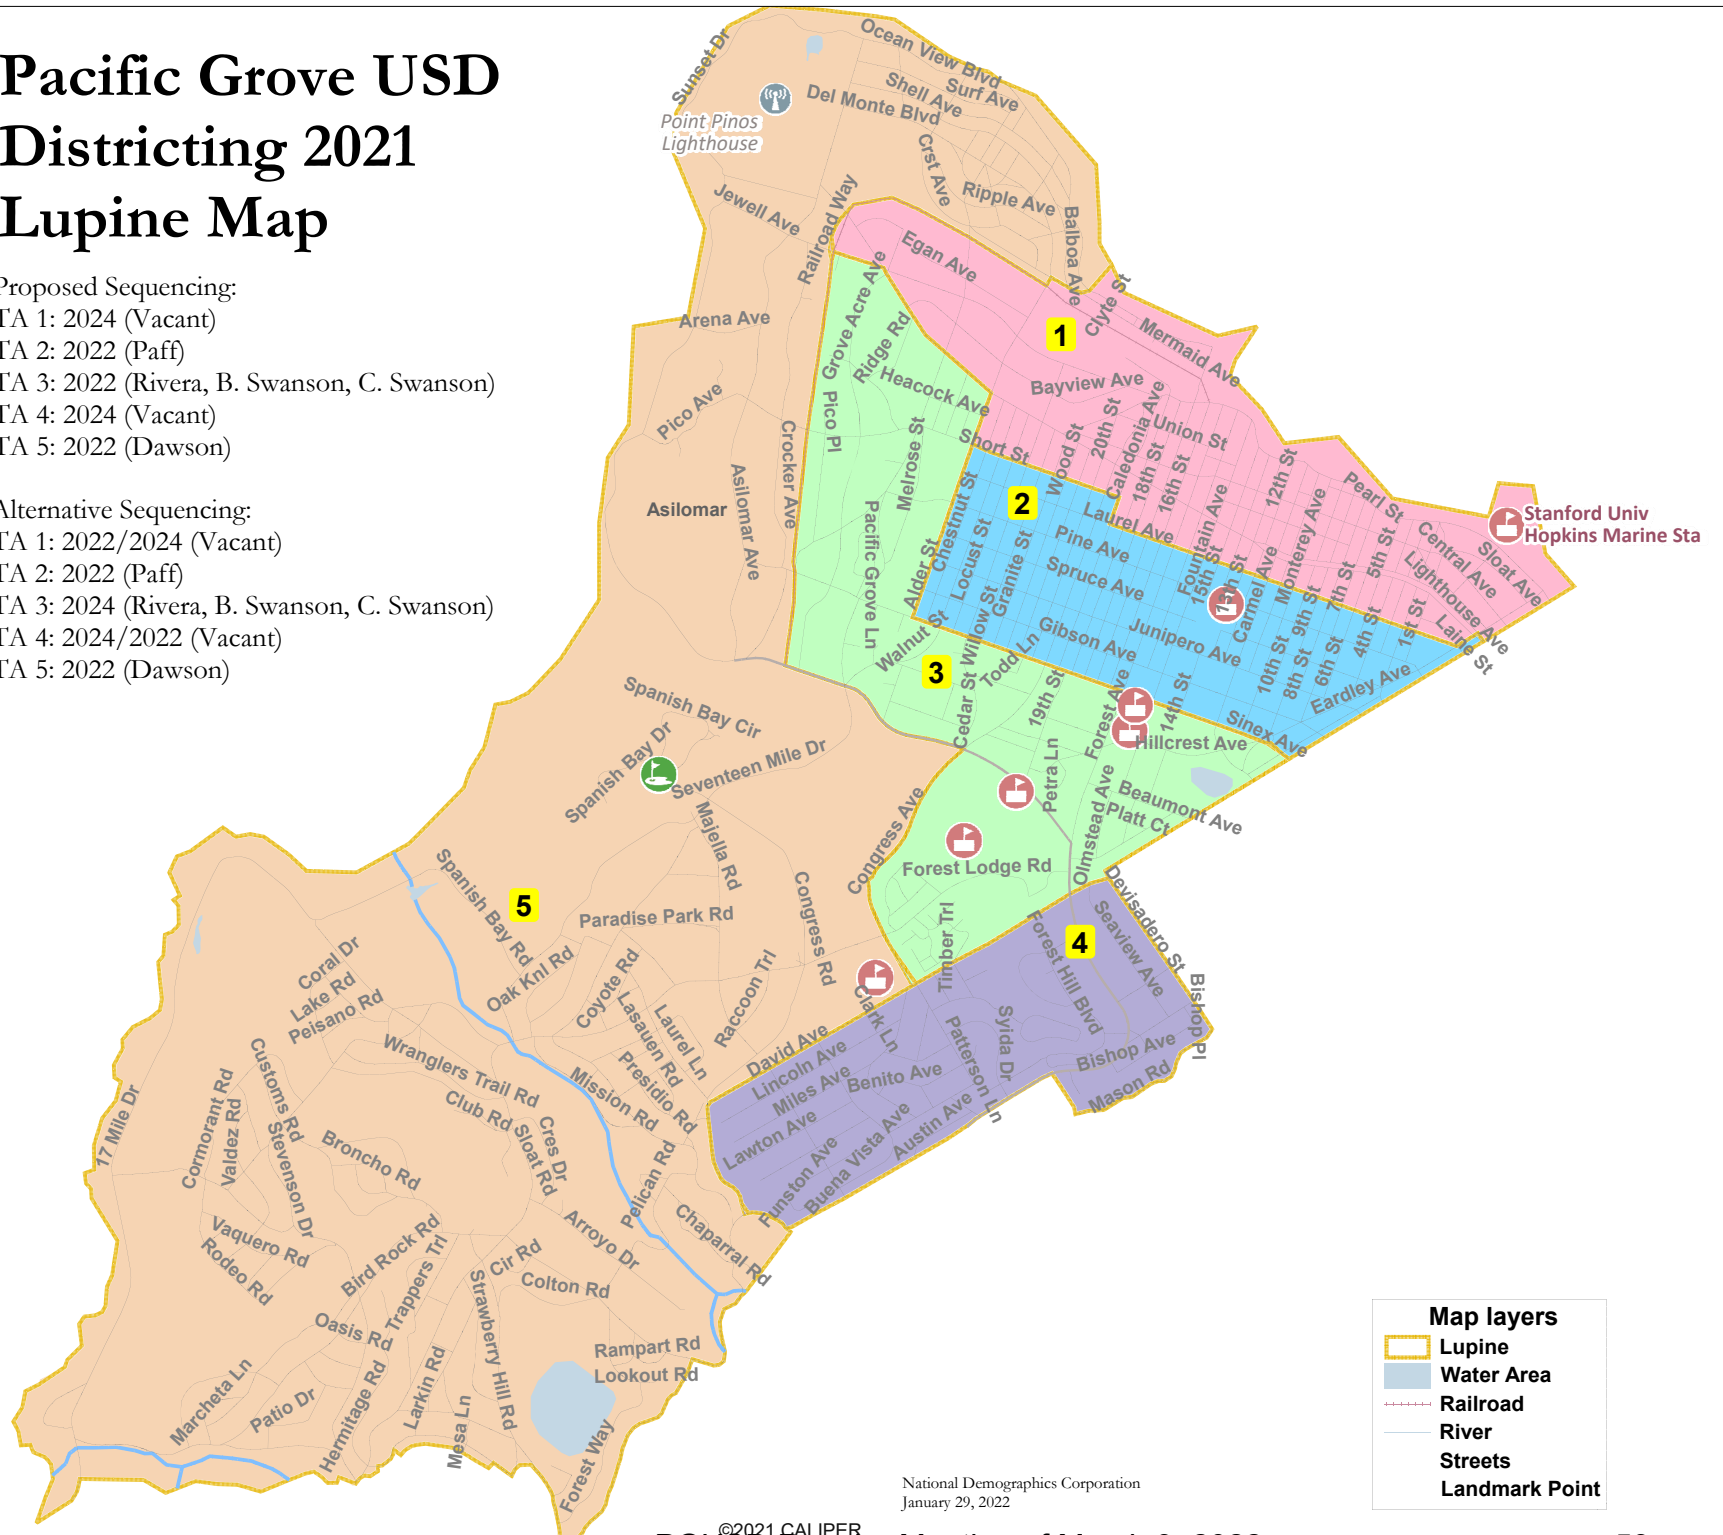 Pacific Grove USD
Districting 2021
Lupine Map
Proposed Sequencing:
TA 1: 2024 (Vacant)
TA 2: 2022 (Paff)
TA 3: 2022 (Rivera, B. Swanson, C. Swanson)
TA 4: 2024 (Vacant)
TA 5: 2022 (Dawson)
Alternative Sequencing:
TA 1: 2022/2024 (Vacant)
TA 2: 2022 (Paff)
TA 3: 2024 (Rivera, B. Swanson, C. Swanson)
TA 4: 2024/2022 (Vacant)
TA 5: 2022 (Dawson)
Sunset Dr
Ocean View Blvd
Surf Ave
Shell Ave
Del Monte Blvd
Point Pinos
Lighthouse
Crst Ave
Ripple Ave
Jewell Ave
Railroad Way
Balboa Ave
Egan Ave
Clyte St
Mermaid Ave
1
Arena Ave
Grove Acre Ave
Ridge Rd
Heacock Ave
Bayview Ave
Pico Ave
Pico Pl
Crocker Ave
Melrose St
Short St
Wood St
20th St
Caledonia Ave
Union St
18th St
16th St
12th St
Pearl St
Asilomar
Asilomar Ave
Pacific Grove Ln
Chestnut St
2
Laurel Ave
Fountain Ave
Monterey Ave
Stanford Univ
Hopkins Marine Sta
Alder St
Locust St
Granite St
Pine Ave
Spruce Ave
15th St
13th St
Carmel Ave
5th St
Central Ave
Sloat Ave
Lighthouse Ave
7th St
9th St
4th St
1st St
Laine St
Walnut St
Willow St
Cedar St
Todd Ln
Gibson Ave
Junipero Ave
10th St
8th St
6th St
Eardley Ave
3
19th St
Forest Ave
14th St
Sinex Ave
Hillcrest Ave
Spanish Bay Cir
Spanish Bay Dr
Seventeen Mile Dr
Petra Ln
Olmstead Ave
Beaumont Ave
Platt Ct
Majella Rd
Congress Ave
Forest Lodge Rd
Spanish Bay Rd
5
Paradise Park Rd
Congress Rd
Timber Trl
Forest Hill Blvd
4
Seaview Ave
Devisadero St
Bishop Pl
Coral Dr
Lake Rd
Peisano Rd
Oak Knl Rd
Coyote Rd
Lasauen Rd
Laurel Ln
Raccoon Trl
Clark Ln
Patterson Ln
Syida Dr
Bishop Ave
Mason Rd
David Ave
Lincoln Ave
Miles Ave
Benito Ave
Lawton Ave
Funston Ave
Buena Vista Ave
Austin Ave
Customs Rd
Wranglers Trail Rd
Club Rd
Mission Rd
Presidio Rd
Cres Dr
Sloat Rd
17 Mile Dr
Cormorant Rd
Valdez Rd
Stevenson Dr
Broncho Rd
Pelican Rd
Vaquero Rd
Rodeo Rd
Bird Rock Rd
Trappers Trl
Cir Rd
Arroyo Dr
Chaparral Rd
Colton Rd
Oasis Rd
Strawberry Hill Rd
Rampart Rd
Lookout Rd
Marcheta Ln
Patio Dr
Hermitage Rd
Larkin Rd
Mesa Ln
Forest Way
Map layers
Lupine
Water Area
Railroad
River
Streets
Landmark Point
National Demographics Corporation
January 29, 2022
©2021 CALIPER